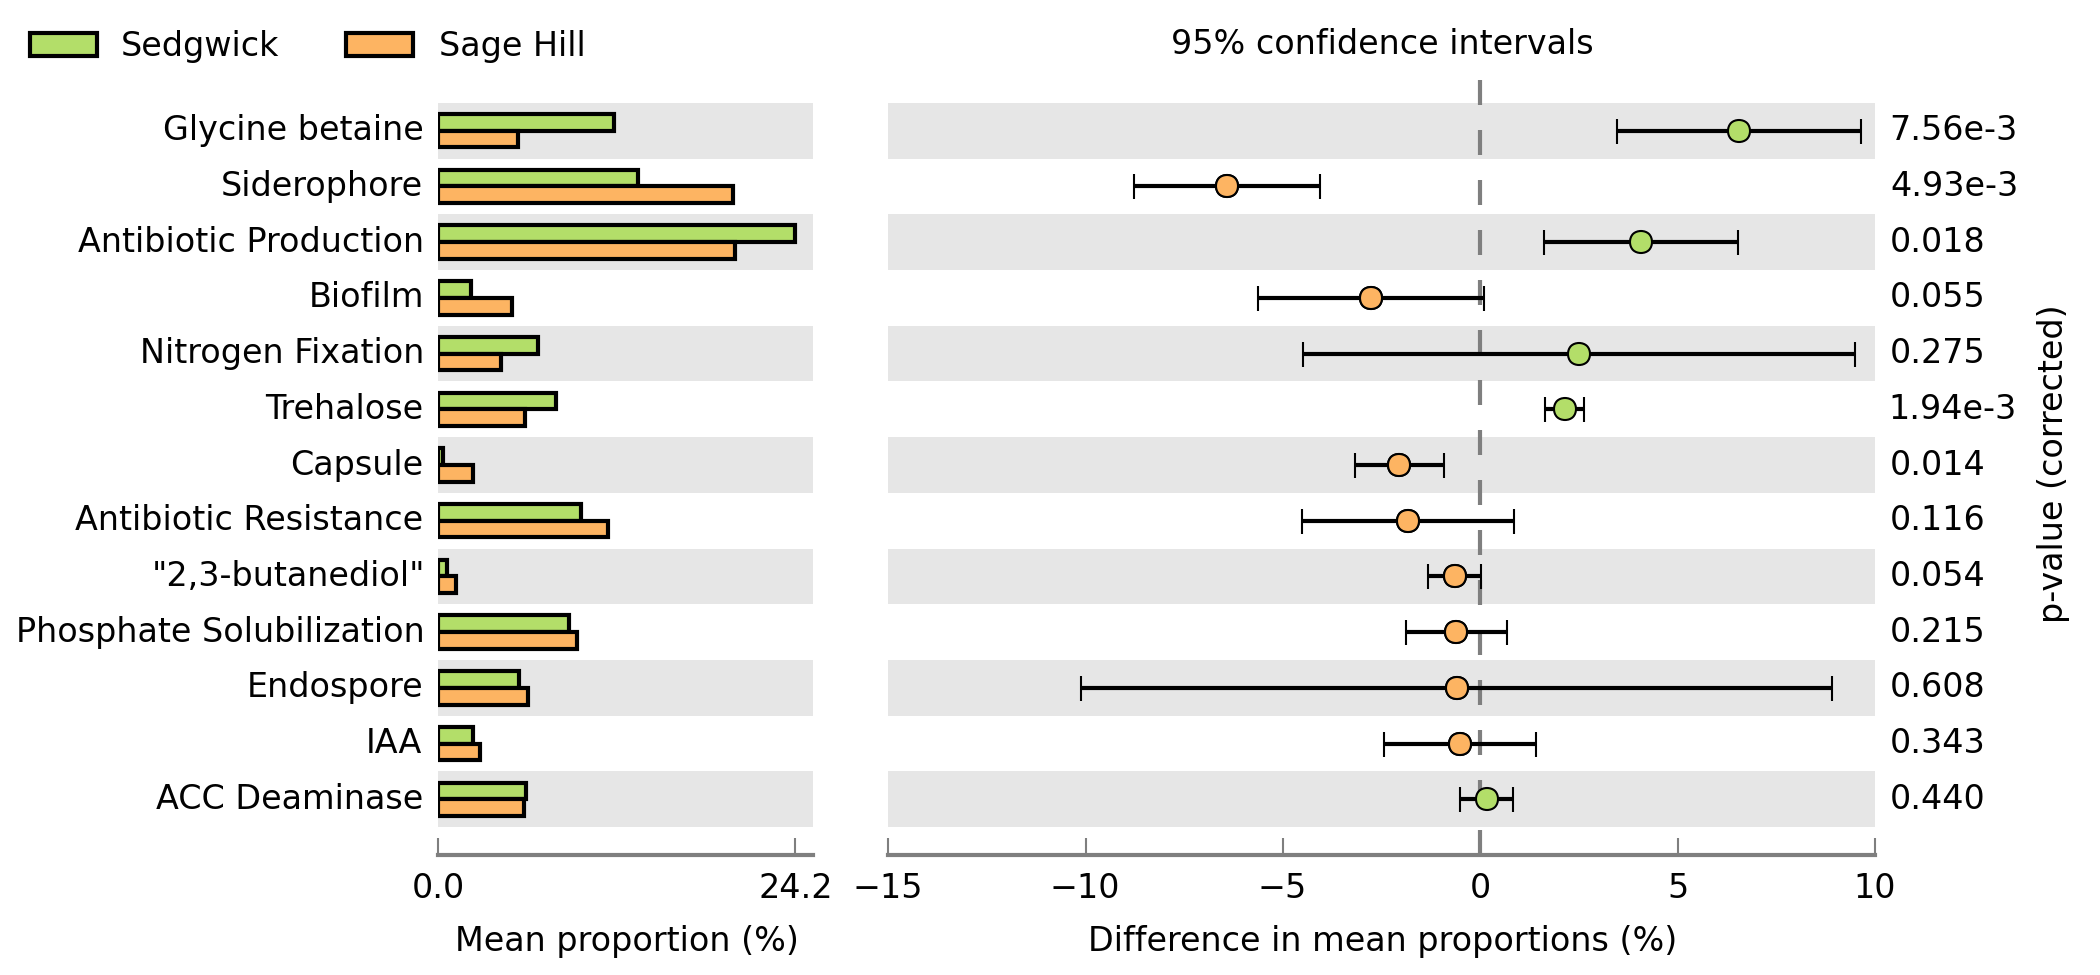 Sedgwick Sage Hill
95% confidence intervals
Glycine betaine 7.56e-3
Siderophore 4.93e-3
Antibiotic Production 0.018
Biofilm 0.055
Nitrogen Fixation 0.275
Trehalose 1.94e-3
Capsule 0.014
Antibiotic Resistance 0.116
"2,3-butanediol" 0.054
Phosphate Solubilization 0.215
Endospore 0.608
IAA 0.343
ACC Deaminase 0.440
p-value (corrected)
0.0 24.2 −15 −10 −5 0 5 10
Mean proportion (%) Difference in mean proportions (%)